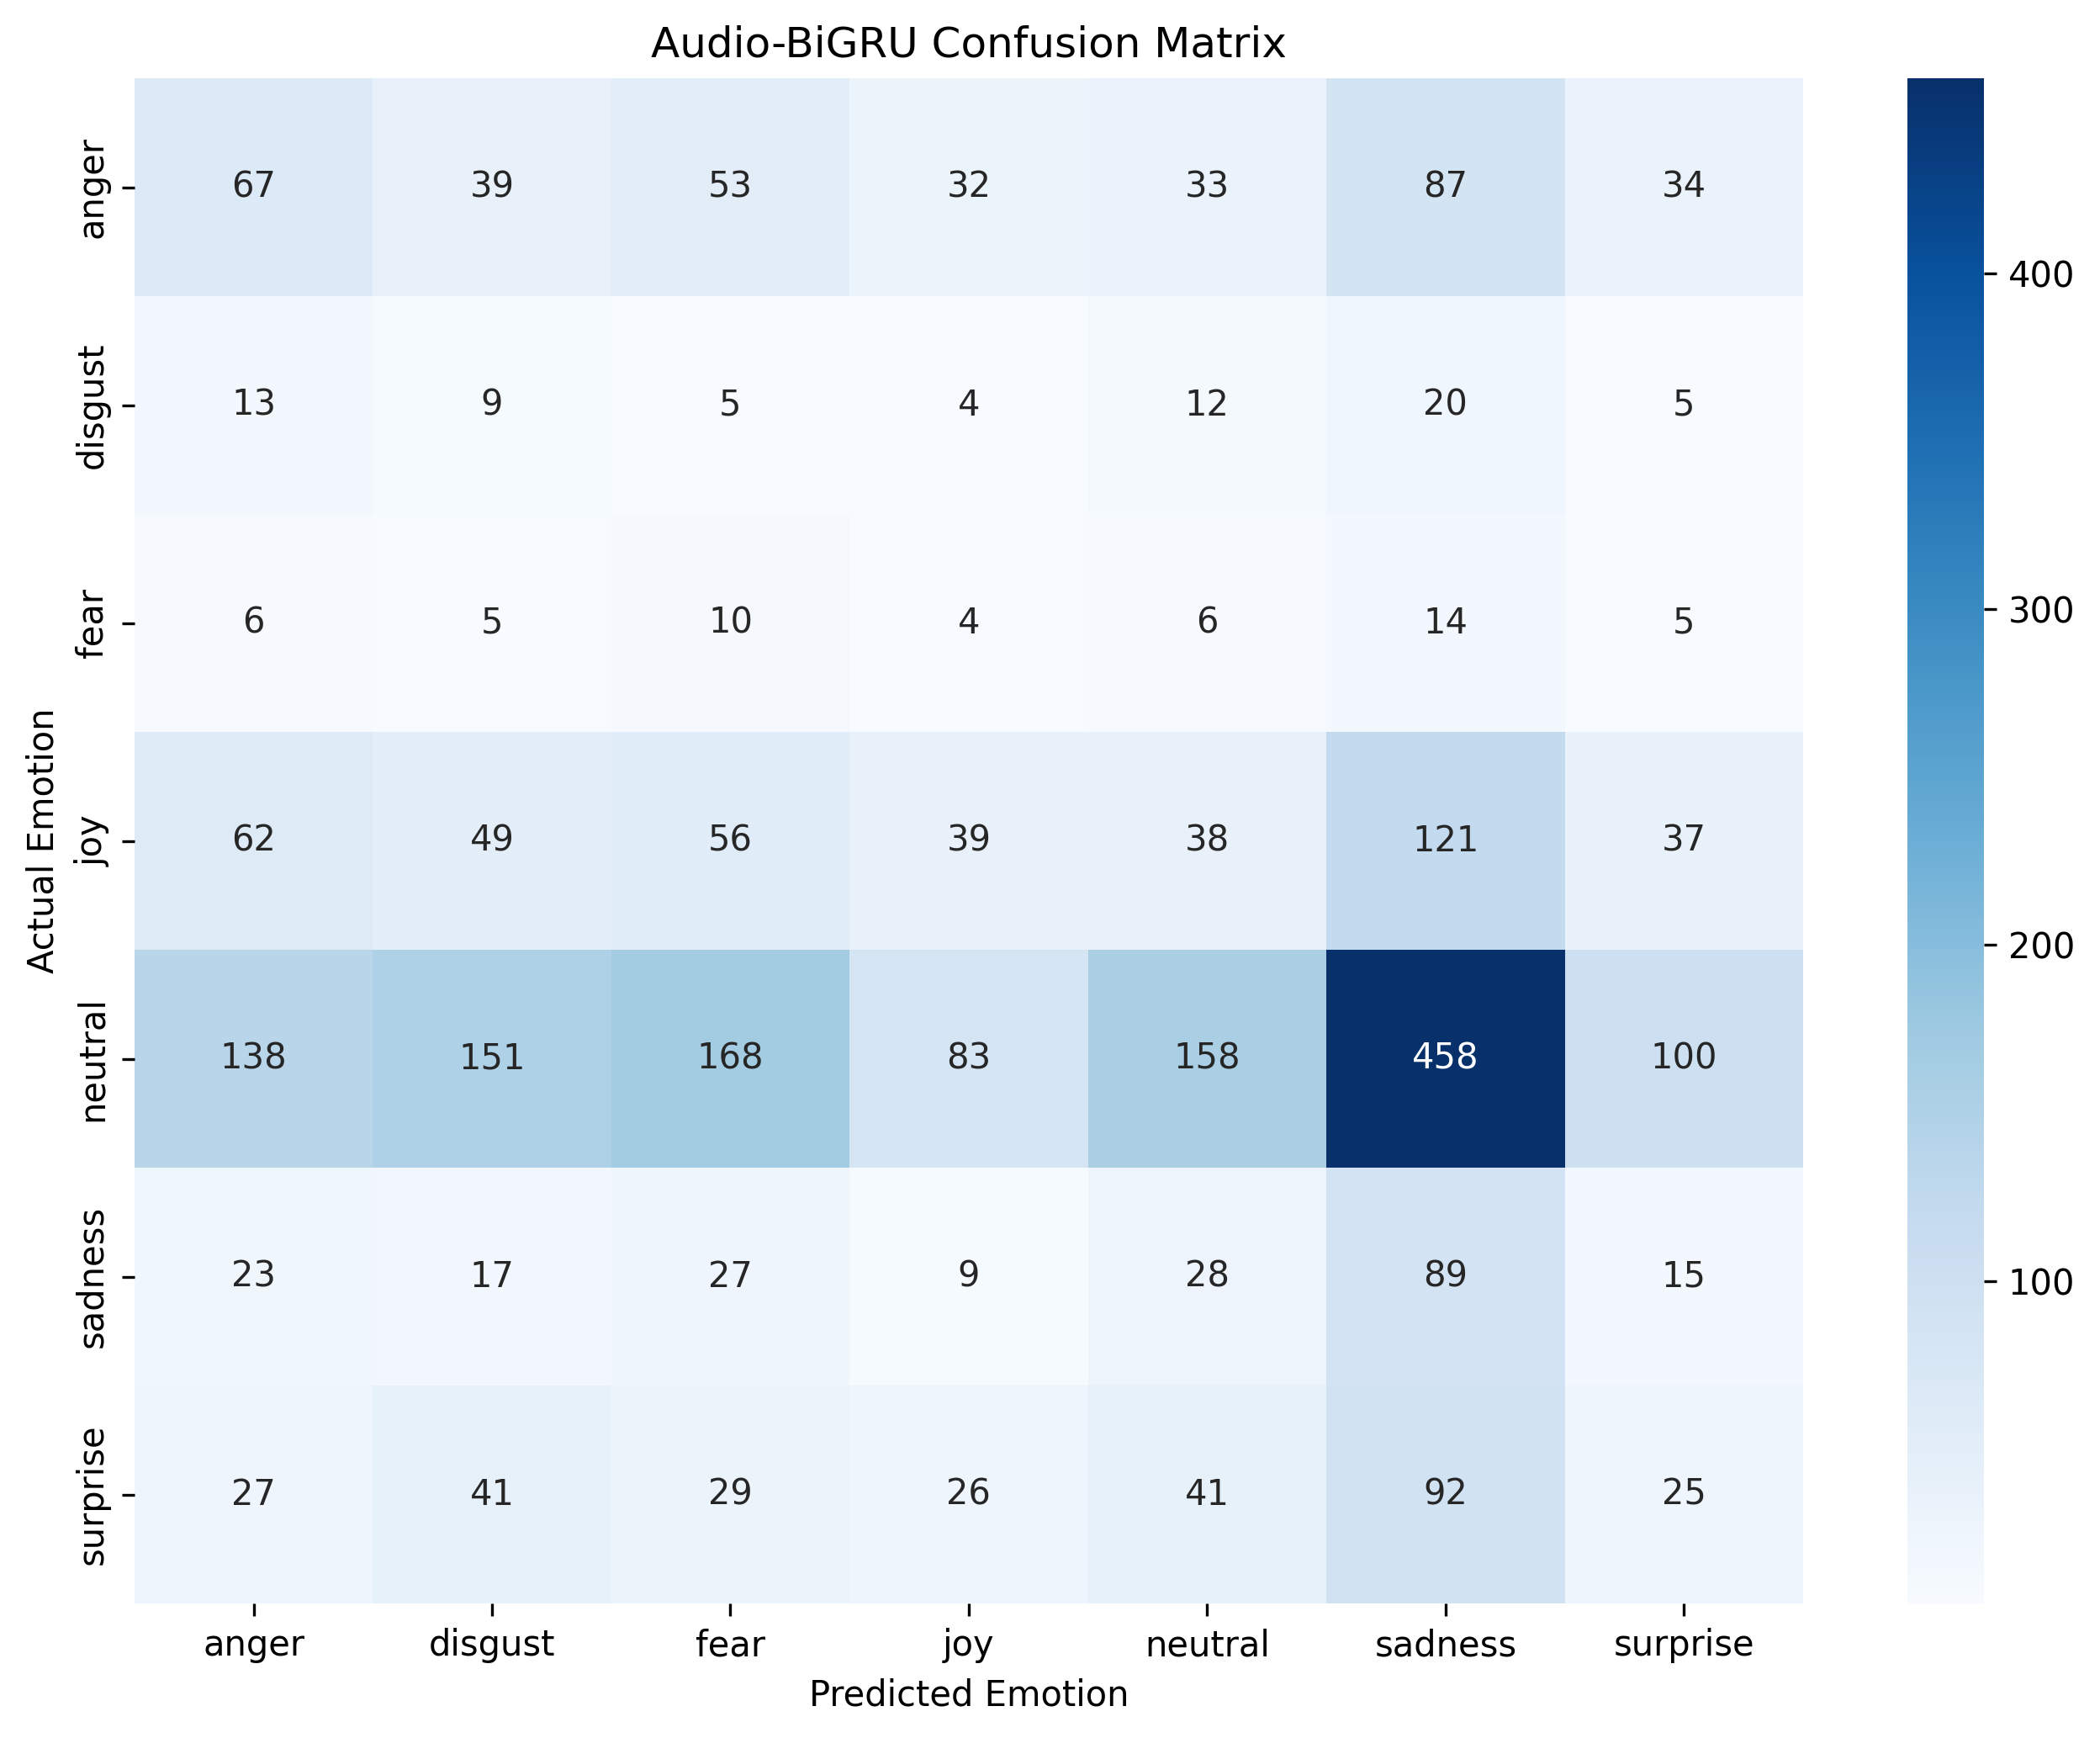 Audio-BiGRU Confusion Matrix
Actual Emotion
anger 67 39 53 32 33 87 34
disgust 13 9 5 4 12 20 5
fear 6 5 10 4 6 14 5
joy 62 49 56 39 38 121 37
neutral 138 151 168 83 158 458 100
sadness 23 17 27 9 28 89 15
surprise 27 41 29 26 41 92 25
anger disgust fear joy neutral sadness surprise
Predicted Emotion
400
300
200
100